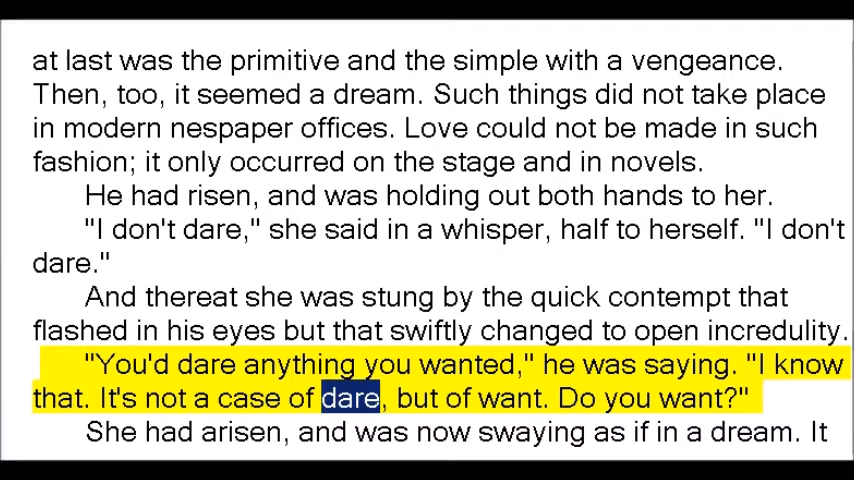 at last was the primitive and the simple with a vengeance.
Then, too, it seemed a dream. Such things did not take place
in modern nespaper offices. Love could not be made in such
fashion; it only occurred on the stage and in novels.
He had risen, and was holding out both hands to her.
"I don't dare," she said in a whisper, half to herself. "I don't
dare."
And thereat she was stung by the quick contempt that
flashed in his eyes but that swiftly changed to open incredulity.
"You'd dare anything you wanted," he was saying. "I know
that. It's not a case of dare, but of want. Do you want?"
She had arisen, and was now swaying as if in a dream. It